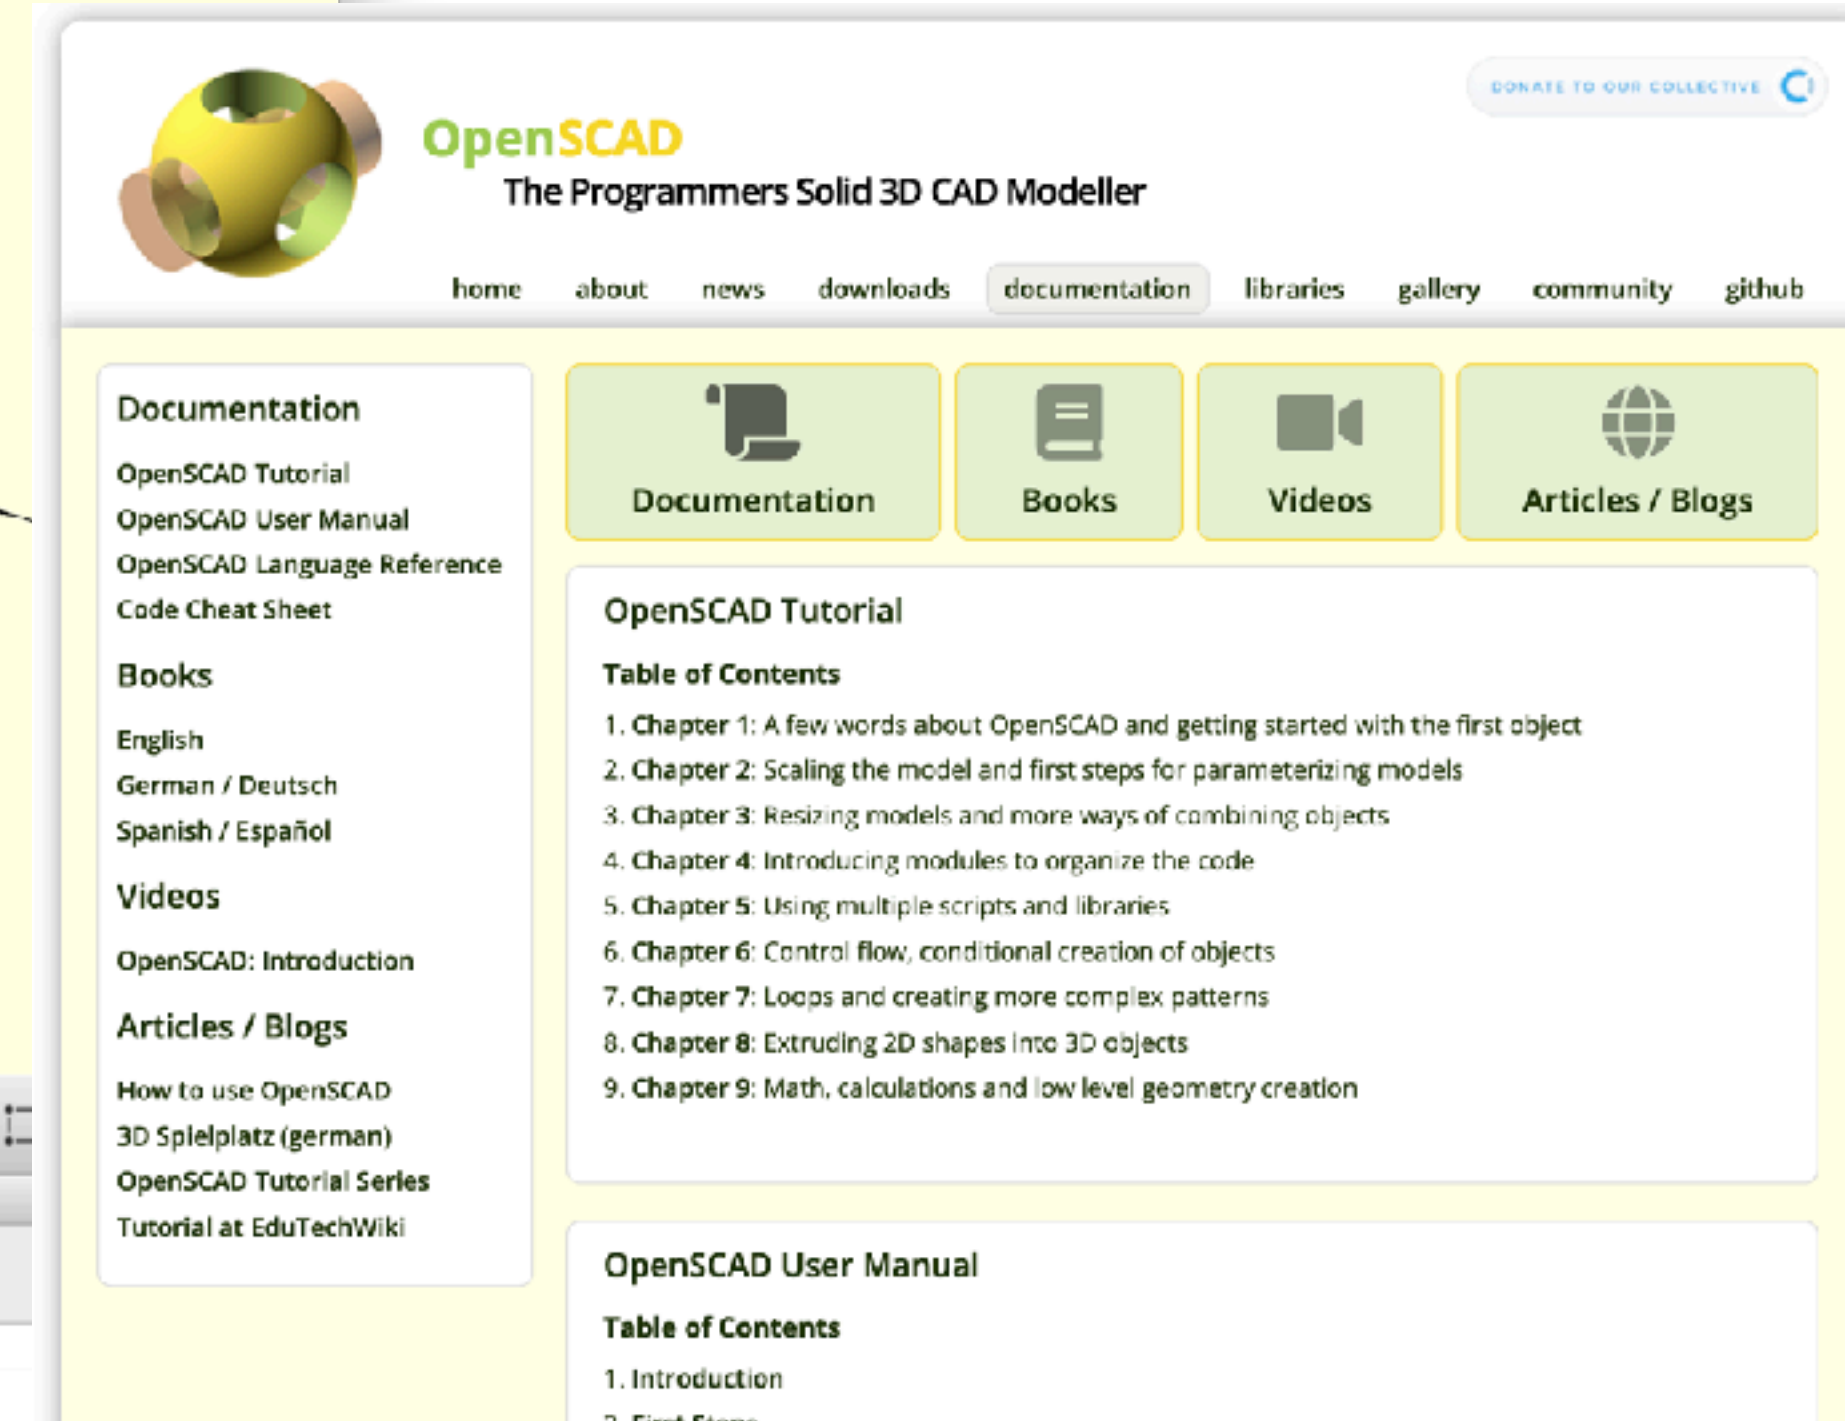 DONATE TO OUR COLLECTIVE
OpenSCAD
The Programmers Solid 3D CAD Modeller
home about news downloads documentation libraries gallery community github
Documentation
OpenSCAD Tutorial
OpenSCAD User Manual
OpenSCAD Language Reference
Code Cheat Sheet
Books
English
German / Deutsch
Spanish / Español
Videos
OpenSCAD: Introduction
Articles / Blogs
How to use OpenSCAD
3D Spielplatz (german)
OpenSCAD Tutorial Series
Tutorial at EduTechWiki
Documentation Books Videos Articles / Blogs
OpenSCAD Tutorial
Table of Contents
1. Chapter 1: A few words about OpenSCAD and getting started with the first object
2. Chapter 2: Scaling the model and first steps for parameterizing models
3. Chapter 3: Resizing models and more ways of combining objects
4. Chapter 4: Introducing modules to organize the code
5. Chapter 5: Using multiple scripts and libraries
6. Chapter 6: Control flow, conditional creation of objects
7. Chapter 7: Loops and creating more complex patterns
8. Chapter 8: Extruding 2D shapes into 3D objects
9. Chapter 9: Math, calculations and low level geometry creation
OpenSCAD User Manual
Table of Contents
1. Introduction
2. First Steps